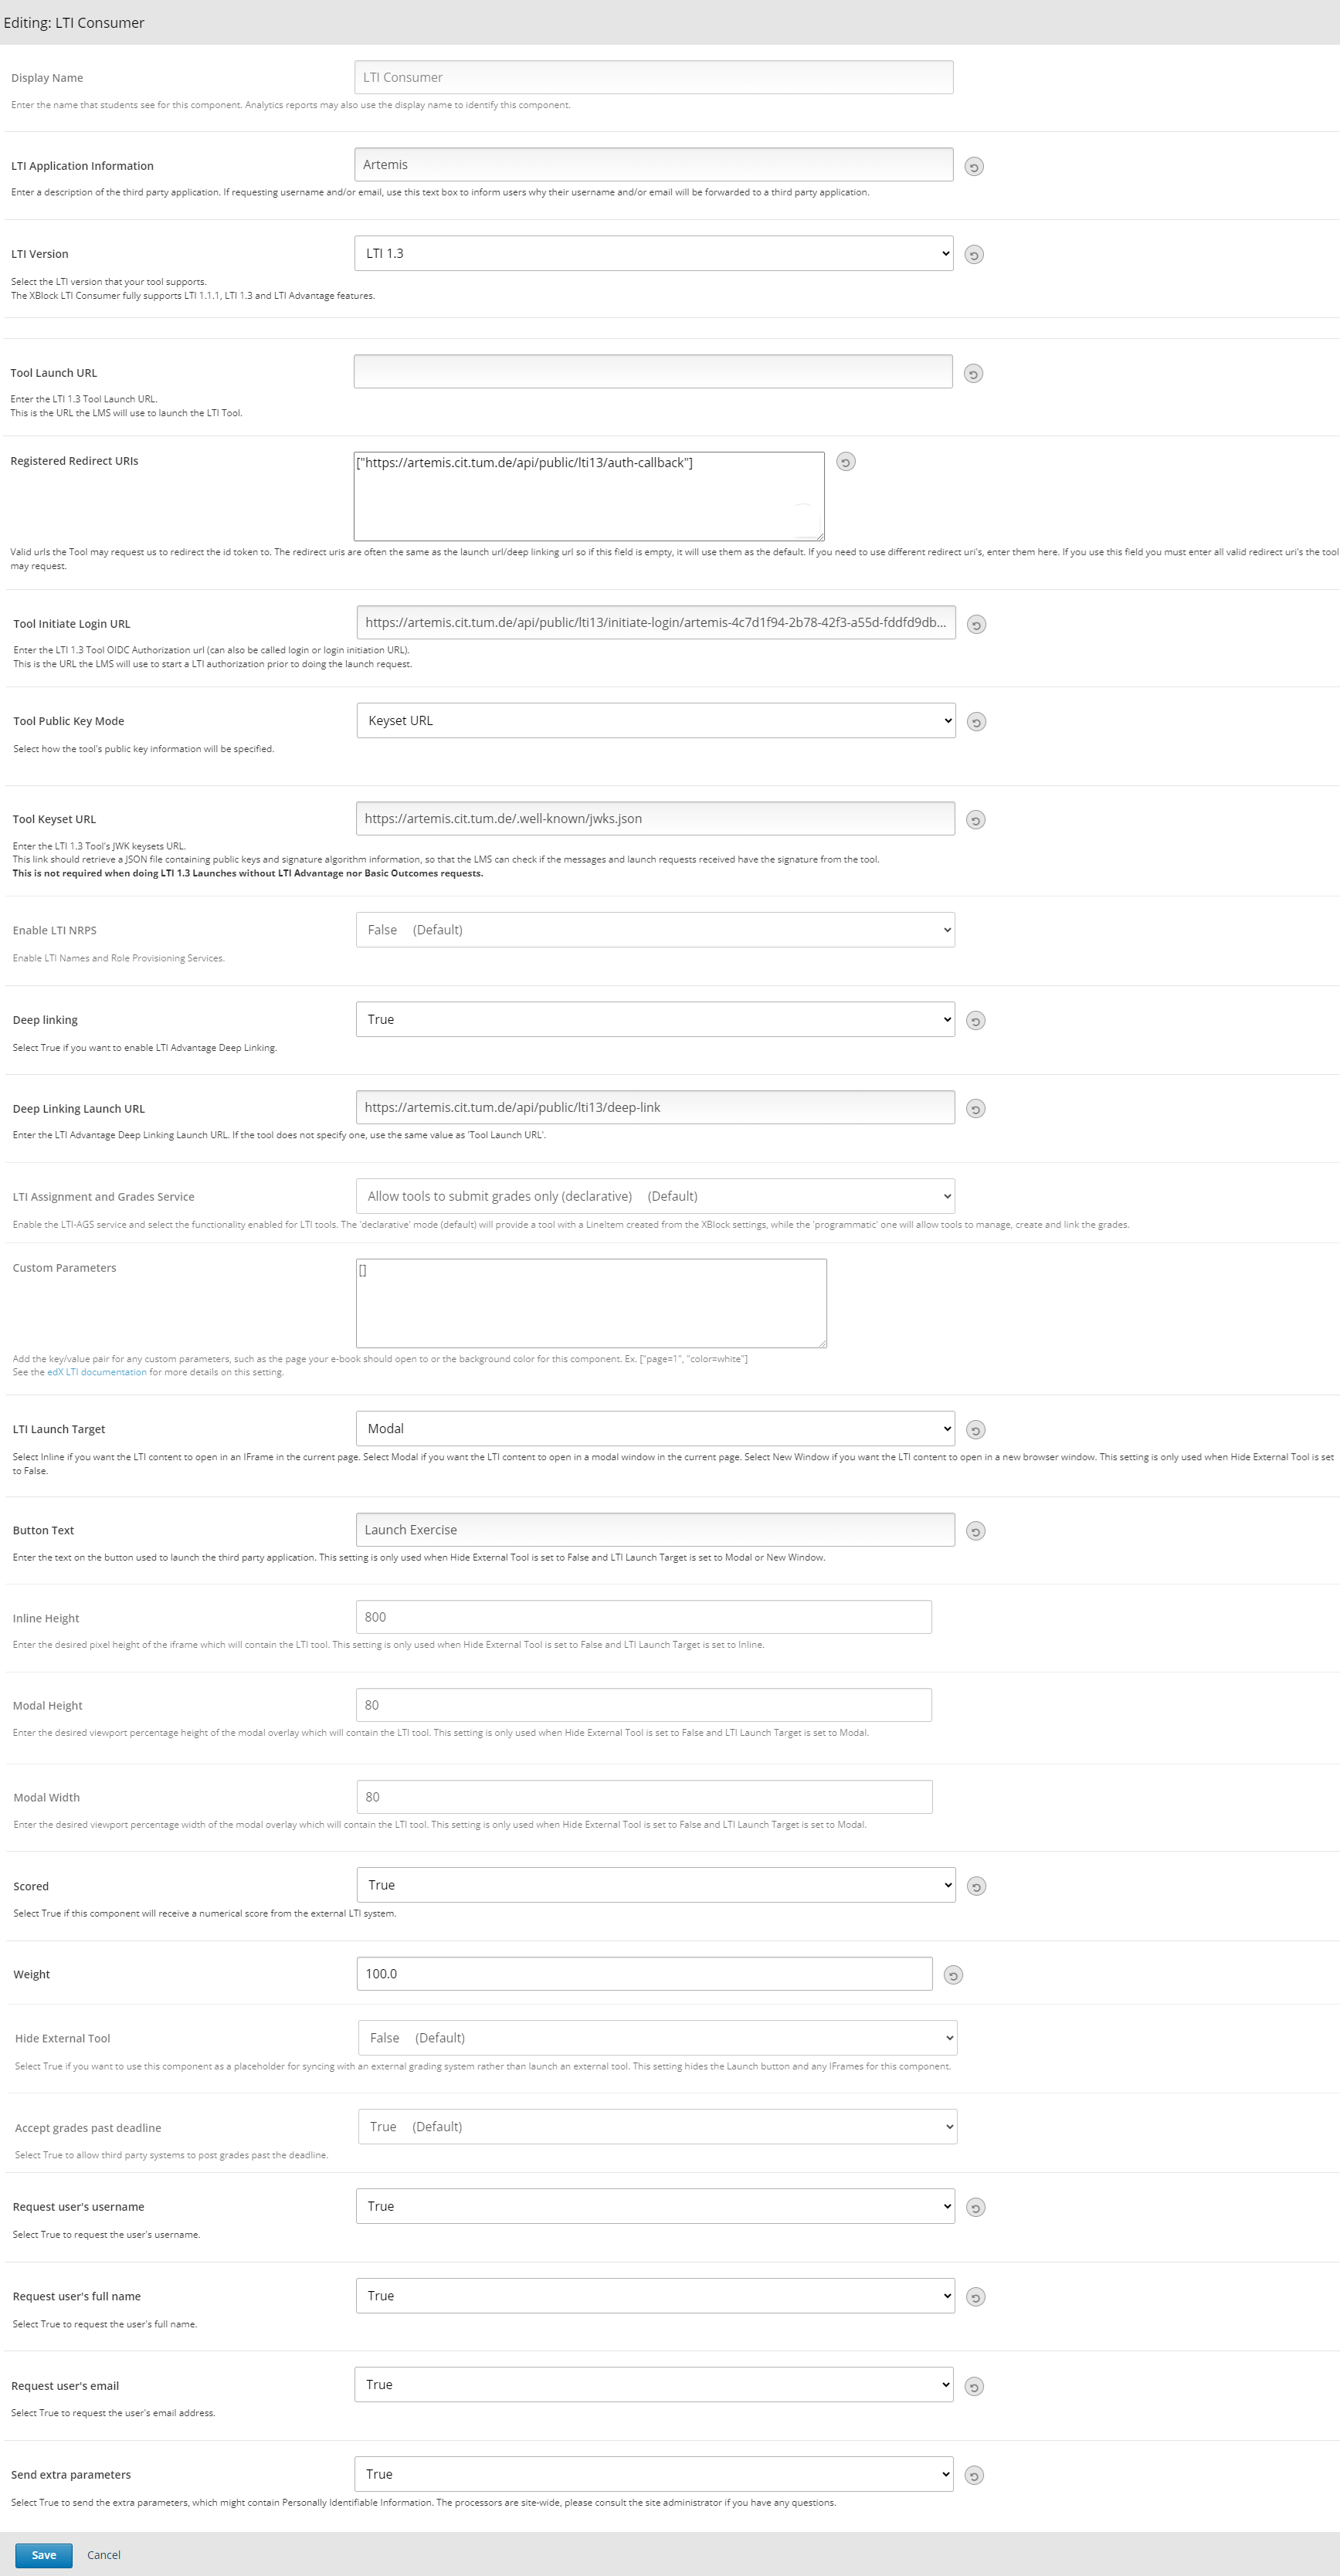 Editing: LTI Consumer
Display Name
LTI Consumer
Enter the name that students see for this component. Analytics reports may also use the display name to identify this component.
LTI Application Information
Artemis
Enter a description of the third party application. If requesting username and/or email, use this text box to inform users why their username and/or email will be forwarded to a third party application.
LTI Version
LTI 1.3
Select the LTI version that your tool supports.
The XBlock LTI Consumer fully supports LTI 1.1.1, LTI 1.3 and LTI Advantage features.
Tool Launch URL
Enter the LTI 1.3 Tool Launch URL.
This is the URL the LMS will use to launch the LTI Tool.
Registered Redirect URIs
["https://artemis.cit.tum.de/api/public/lti13/auth-callback"]
Valid urls the Tool may request us to redirect the id token to. The redirect uris are often the same as the launch url/deep linking url so if this field is empty, it will use them as the default. If you need to use different redirect uri's, enter them here. If you use this field you must enter all valid redirect uri's the tool
may request.
Tool Initiate Login URL
https://artemis.cit.tum.de/api/public/lti13/initiate-login/artemis-4c7d1f94-2b78-42f3-a55d-fddfd9db...
Enter the LTI 1.3 Tool OIDC Authorization url (can also be called login or login initiation URL).
This is the URL the LMS will use to start a LTI authorization prior to doing the launch request.
Tool Public Key Mode
Keyset URL
Select how the tool's public key information will be specified.
Tool Keyset URL
https://artemis.cit.tum.de/.well-known/jwks.json
Enter the LTI 1.3 Tool's JWK keysets URL.
This link should retrieve a JSON file containing public keys and signature algorithm information, so that the LMS can check if the messages and launch requests received have the signature from the tool.
This is not required when doing LTI 1.3 Launches without LTI Advantage nor Basic Outcomes requests.
Enable LTI NRPS
False (Default)
Enable LTI Names and Role Provisioning Services.
Deep linking
True
Select True if you want to enable LTI Advantage Deep Linking.
Deep Linking Launch URL
https://artemis.cit.tum.de/api/public/lti13/deep-link
Enter the LTI Advantage Deep Linking Launch URL. If the tool does not specify one, use the same value as 'Tool Launch URL'.
LTI Assignment and Grades Service
Allow tools to submit grades only (declarative) (Default)
Enable the LTI-AGS service and select the functionality enabled for LTI tools. The 'declarative' mode (default) will provide a tool with a LineItem created from the XBlock settings, while the 'programmatic' one will allow tools to manage, create and link the grades.
Custom Parameters
[]
Add the key/value pair for any custom parameters, such as the page your e-book should open to or the background color for this component. Ex. ["page=1", "color=white"]
See the edX LTI documentation for more details on this setting.
LTI Launch Target
Modal
Select Inline if you want the LTI content to open in an IFrame in the current page. Select Modal if you want the LTI content to open in a modal window in the current page. Select New Window if you want the LTI content to open in a new browser window. This setting is only used when Hide External Tool is set
to False.
Button Text
Launch Exercise
Enter the text on the button used to launch the third party application. This setting is only used when Hide External Tool is set to False and LTI Launch Target is set to Modal or New Window.
Inline Height
800
Enter the desired pixel height of the iframe which will contain the LTI tool. This setting is only used when Hide External Tool is set to False and LTI Launch Target is set to Inline.
Modal Height
80
Enter the desired viewport percentage height of the modal overlay which will contain the LTI tool. This setting is only used when Hide External Tool is set to False and LTI Launch Target is set to Modal.
Modal Width
80
Enter the desired viewport percentage width of the modal overlay which will contain the LTI tool. This setting is only used when Hide External Tool is set to False and LTI Launch Target is set to Modal.
Scored
True
Select True if this component will receive a numerical score from the external LTI system.
Weight
100.0
Hide External Tool
False (Default)
Select True if you want to use this component as a placeholder for syncing with an external grading system rather than launch an external tool. This setting hides the Launch button and any IFrames for this component.
Accept grades past deadline
True (Default)
Select True to allow third party systems to post grades past the deadline.
Request user's username
True
Select True to request the user's username.
Request user's full name
True
Select True to request the user's full name.
Request user's email
True
Select True to request the user's email address.
Send extra parameters
True
Select True to send the extra parameters, which might contain Personally Identifiable Information. The processors are site-wide, please consult the site administrator if you have any questions.
Save
Cancel